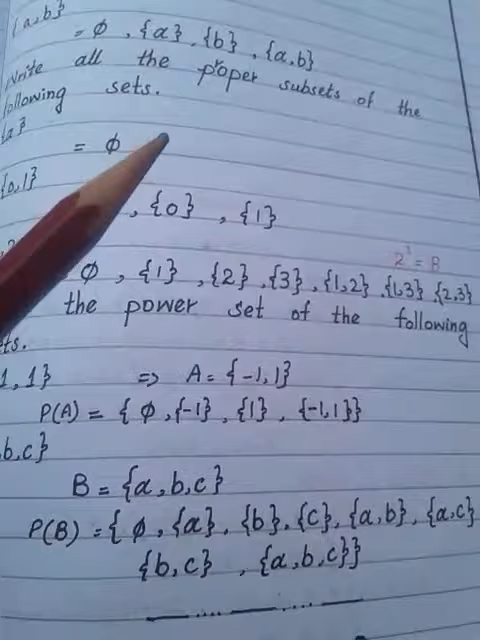 {a,b}
= ϕ , {a} , {b} , {a,b}
Write all the proper subsets of the
following sets.
{a}
= ϕ
{0,1}
, {0} , {1}
2³ = 8
ϕ , {1} , {2} , {3} , {1,2} , {1,3} {2,3}
the power set of the following
ts.
1, 1} => A = {-1, 1}
P(A) = { ϕ , {-1} , {1} , {-1, 1}}
b, c}
B = {a, b, c}
P(B) = { ϕ , {a} , {b} , {c} , {a,b} , {a,c}
{b, c} , {a, b, c}}